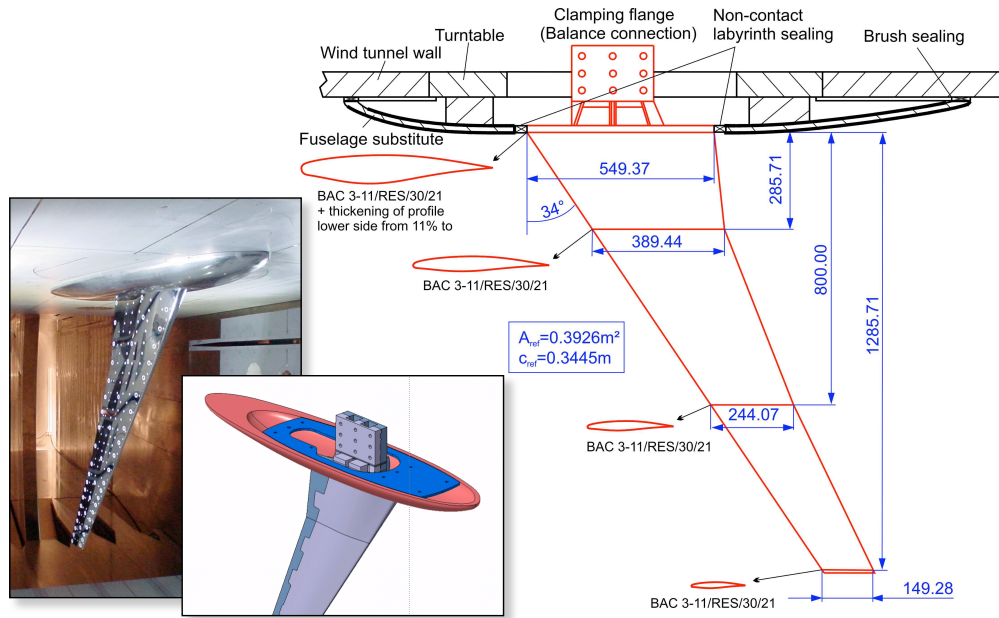 Clamping flange
(Balance connection)
Non-contact
labyrinth sealing
Brush sealing
Turntable
Wind tunnel wall
Fuselage substitute
BAC 3-11/RES/30/21
+ thickening of profile
lower side from 11% to
549.37
285.71
34°
389.44
BAC 3-11/RES/30/21
800.00
1285.71
Aref=0.3926m²
cref=0.3445m
244.07
BAC 3-11/RES/30/21
BAC 3-11/RES/30/21
149.28